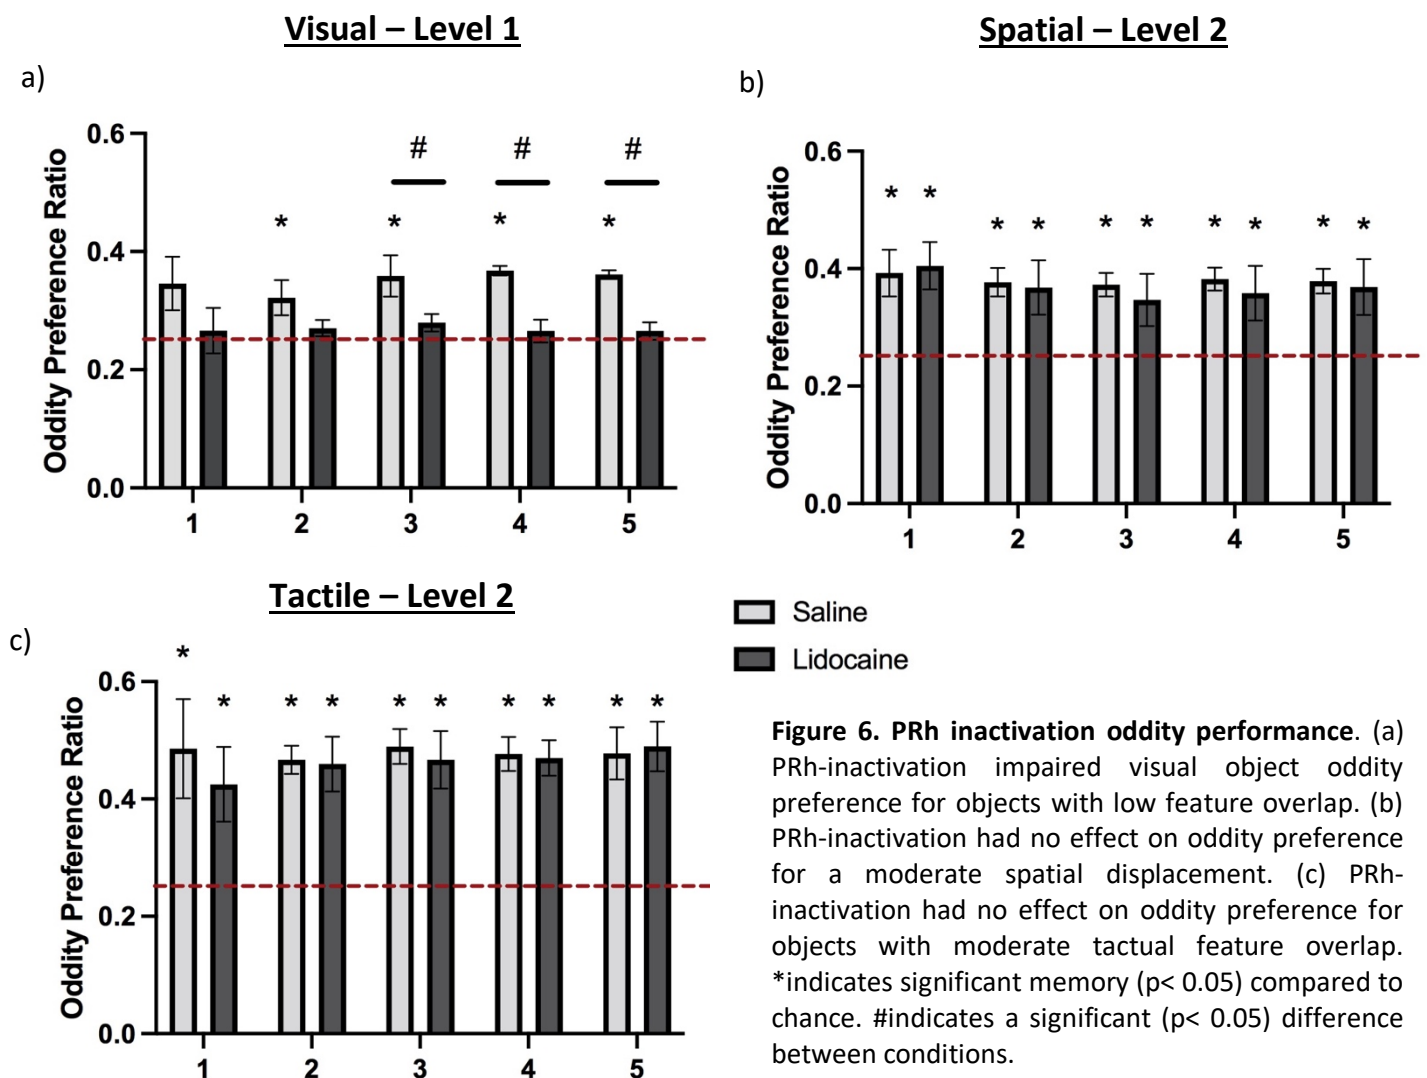 Visual – Level 1
a)
Oddity Preference Ratio
0.6
0.4
0.2
0.0
# # #
* * * *
1 2 3 4 5
Spatial – Level 2
b)
Oddity Preference Ratio
0.6
0.4
0.2
0.0
* * * * * * * * * *
1 2 3 4 5
Tactile – Level 2
c)
Oddity Preference Ratio
0.6
0.4
0.2
0.0
* * * * * * * * * *
1 2 3 4 5
Saline
Lidocaine
Figure 6. PRh inactivation oddity performance. (a)
PRh-inactivation impaired visual object oddity
preference for objects with low feature overlap. (b)
PRh-inactivation had no effect on oddity preference
for a moderate spatial displacement. (c) PRh-
inactivation had no effect on oddity preference for
objects with moderate tactual feature overlap.
*indicates significant memory (p< 0.05) compared to
chance. #indicates a significant (p< 0.05) difference
between conditions.